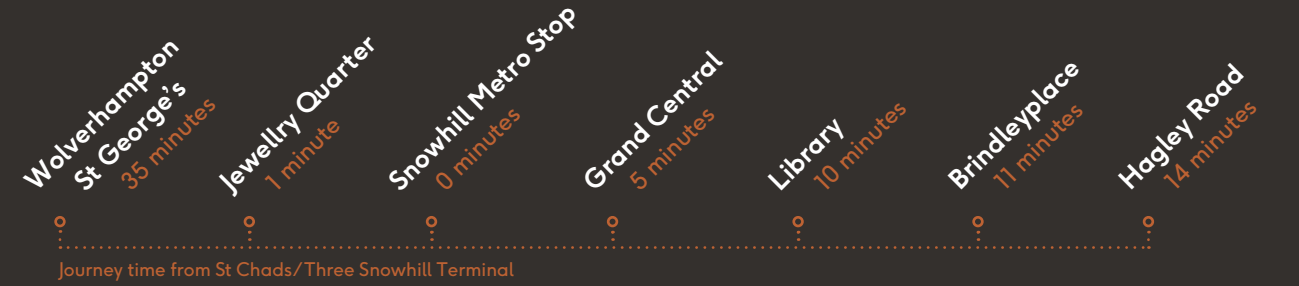 Wolverhampton
St George's
35 minutes
Jewellry Quarter
1 minute
Snowhill Metro Stop
0 minutes
Grand Central
5 minutes
Library
10 minutes
Brindleyplace
11 minutes
Hagley Road
14 minutes
Journey time from St Chads/Three Snowhill Terminal